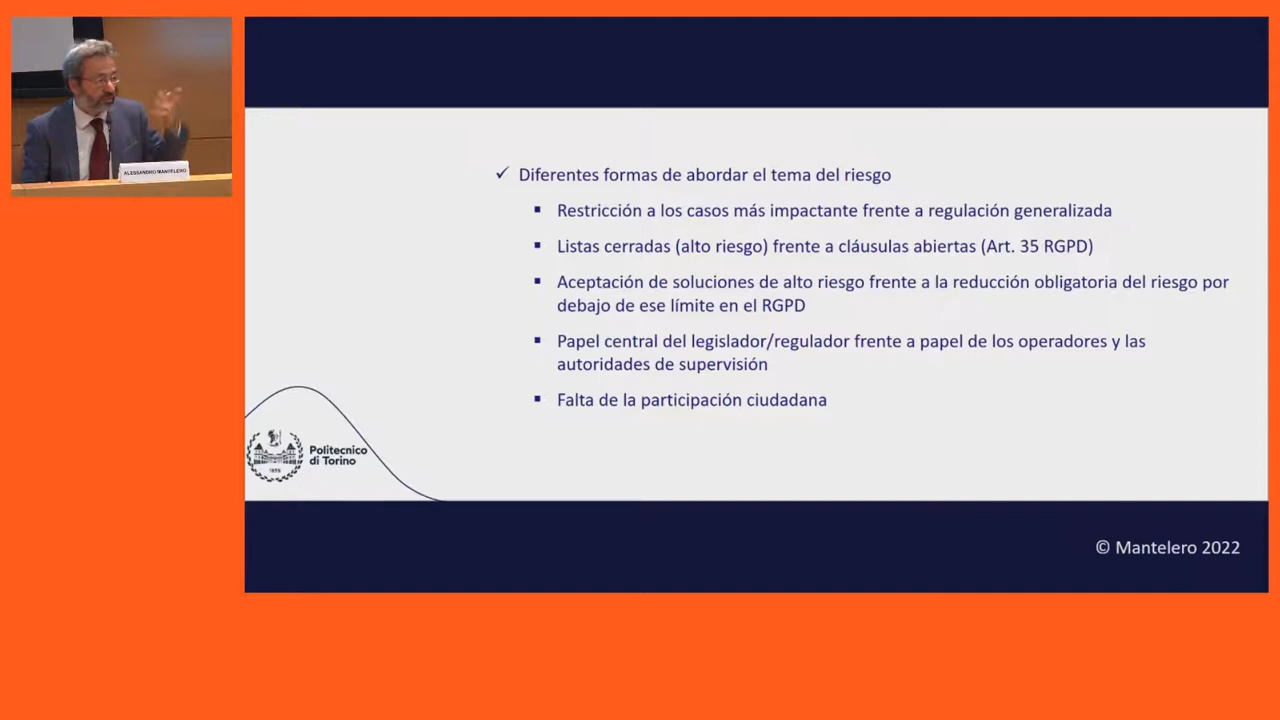 ALESSANDRO MANTELERO
✓ Diferentes formas de abordar el tema del riesgo
▪ Restricción a los casos más impactante frente a regulación generalizada
▪ Listas cerradas (alto riesgo) frente a cláusulas abiertas (Art. 35 RGPD)
▪ Aceptación de soluciones de alto riesgo frente a la reducción obligatoria del riesgo por
debajo de ese límite en el RGPD
▪ Papel central del legislador/regulador frente a papel de los operadores y las
autoridades de supervisión
▪ Falta de la participación ciudadana
Politecnico
di Torino
1859
© Mantelero 2022